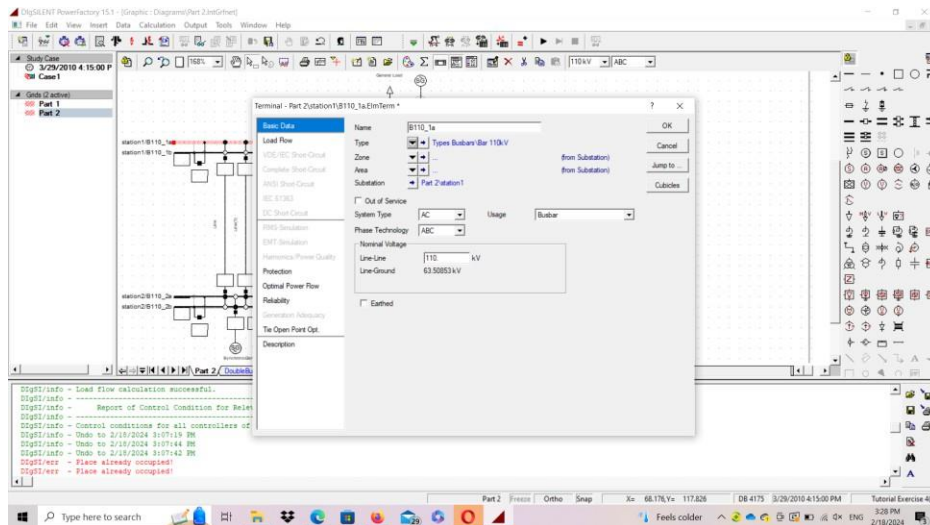 DIgSILENT PowerFactory 15.1 - [Graphic : Diagrams\Part 2.IntGrfnet]
File Edit View Insert Data Calculation Output Tools Window Help
Study Case
3/29/2010 4:15:00 P
Case1
Grids (2 active)
Part 1
Part 2
168%
110 kV
ABC
General Load
station1/B110_1a
station1/B110_1b
station2/B110_2a
station2/B110_2b
Terminal - Part 2\station1\B110_1a.ElmTerm *
? ×
Basic Data
Load Flow
VDE/IEC Short-Circuit
Complete Short-Circuit
ANSI Short-Circuit
IEC 61363
DC Short-Circuit
RMS-Simulation
EMT-Simulation
Harmonics/Power Quality
Protection
Optimal Power Flow
Reliability
Generation Adequacy
Tie Open Point Opt.
Description
Name B110_1a
Type Types Busbars\Bar 110kV
Zone ... (from Substation)
Area ... (from Substation)
Substation Part 2\station1
Out of Service
System Type AC Usage Busbar
Phase Technology ABC
Nominal Voltage
Line-Line 110. kV
Line-Ground 63.50853 kV
Earthed
OK
Cancel
Jump to ...
Cubicles
Part 2
DIgSI/info - Load flow calculation successful.
DIgSI/info - 
DIgSI/info - Report of Control Condition for Relev
DIgSI/info - 
DIgSI/info - Control conditions for all controllers of
DIgSI/info - Undo to 2/18/2024 3:07:19 PM
DIgSI/info - Undo to 2/18/2024 3:07:44 PM
DIgSI/info - Undo to 2/18/2024 3:07:42 PM
DIgSI/err - Place already occupied!
DIgSI/err - Place already occupied!
Part 2 Freeze Ortho Snap X= 68.176,Y= 117.826 DB 4175 3/29/2010 4:15:00 PM Tutorial Exercise 4
Type here to search
29
Feels colder
ENG
3:28 PM
2/18/2024